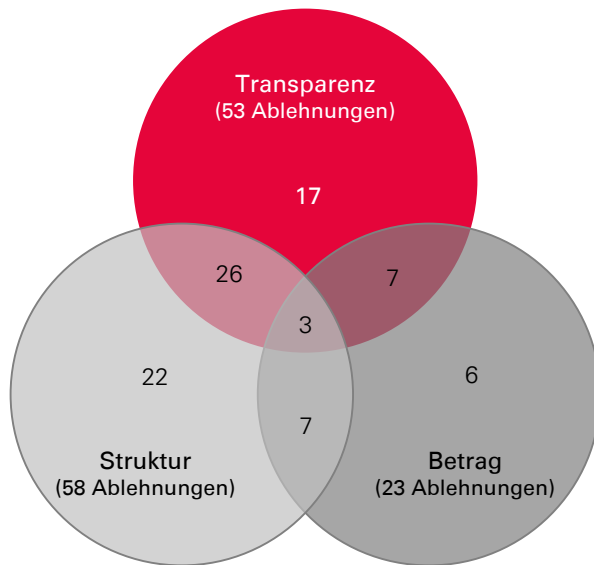 Transparenz
(53 Ablehnungen)
17
26
7
3
22
6
7
Struktur
(58 Ablehnungen)
Betrag
(23 Ablehnungen)